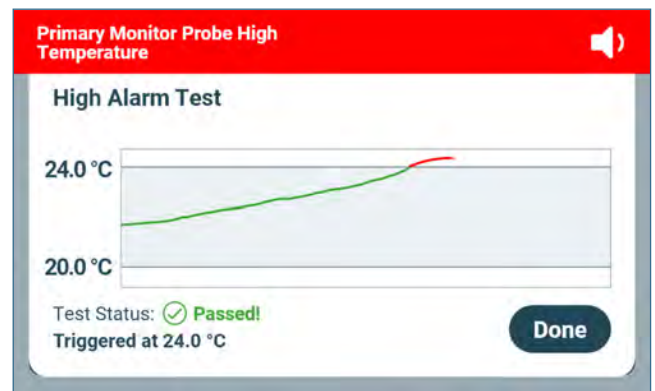 Primary Monitor Probe High
Temperature
High Alarm Test
24.0 °C
20.0 °C
Test Status: Passed!
Triggered at 24.0 °C
Done